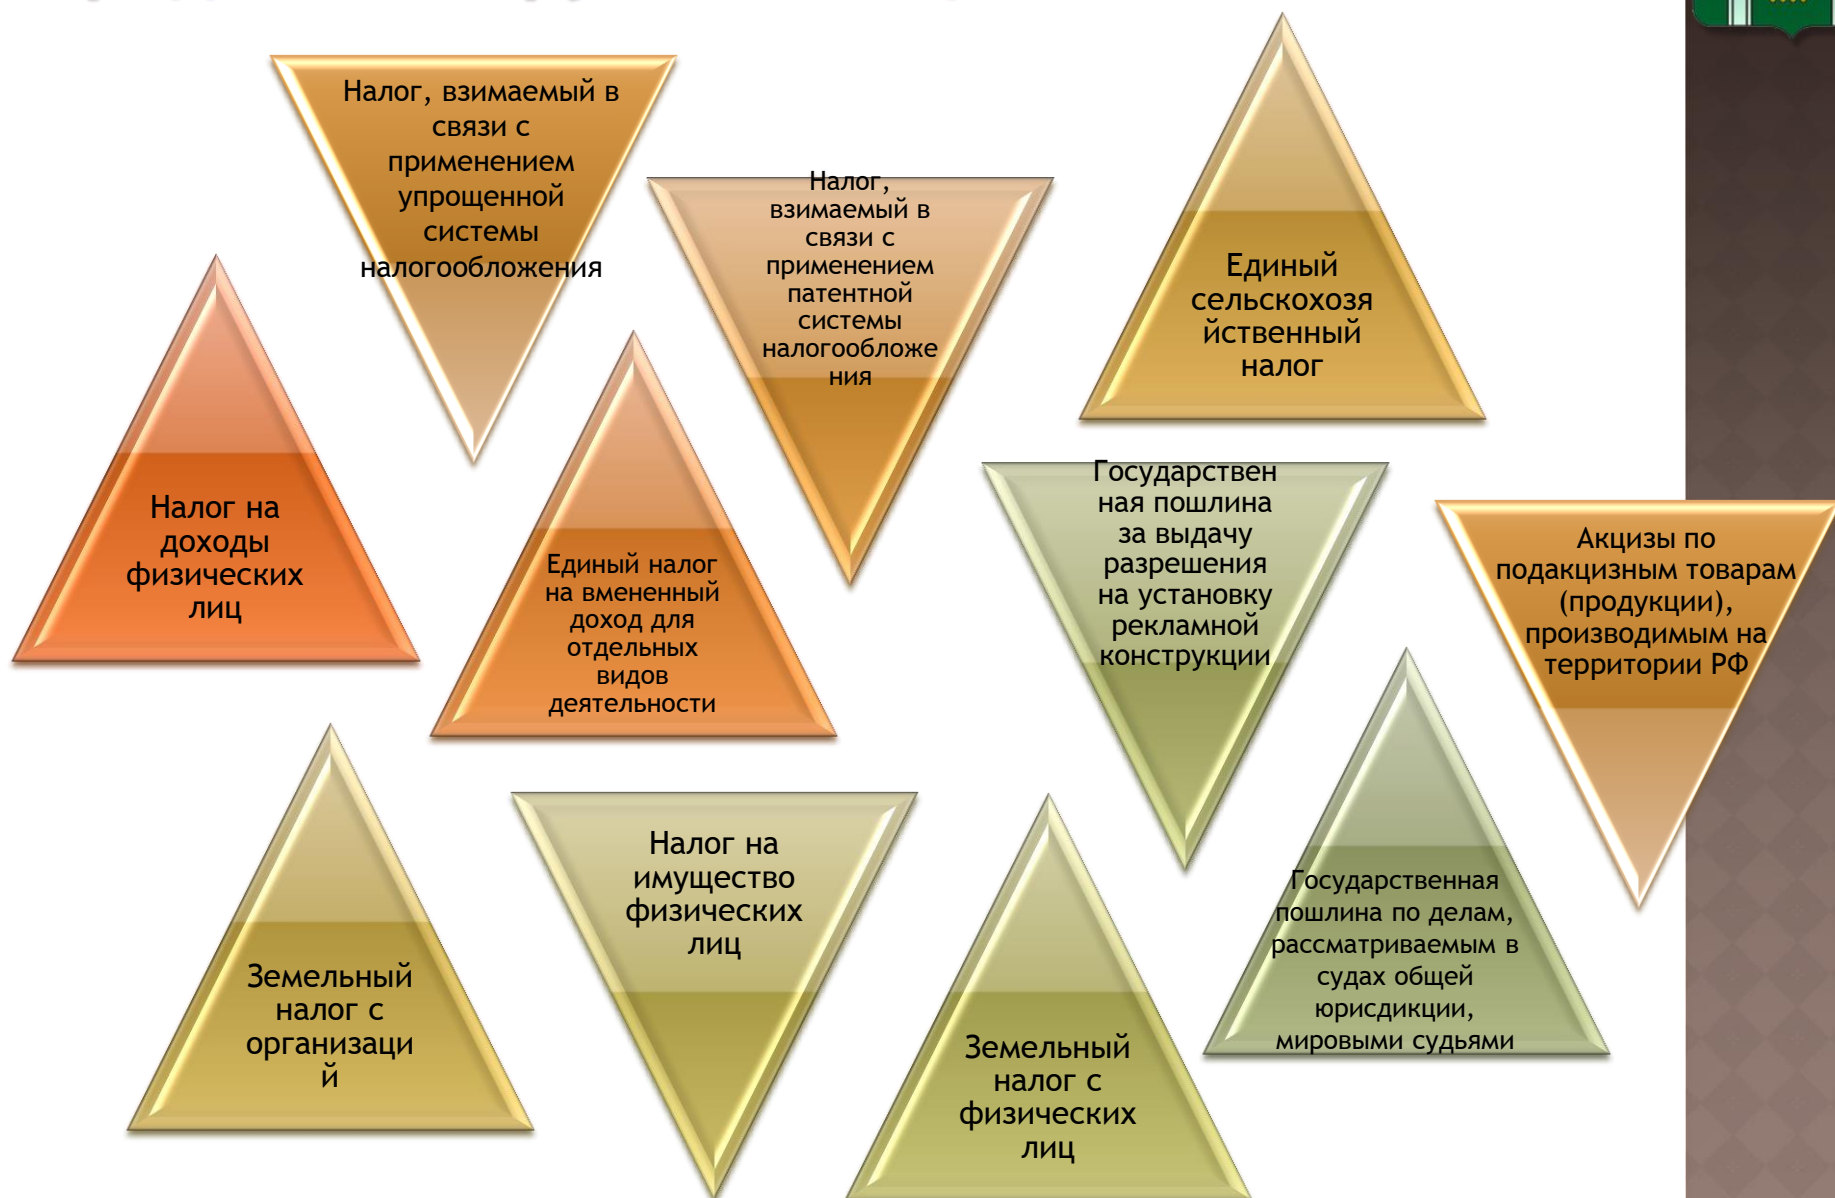 Налог, взимаемый в
связи с
применением
упрощенной
системы
налогообложения
Налог,
взимаемый в
связи с
применением
патентной
системы
налогообложе
ния
Единый
сельскохозя
йственный
налог
Налог на
доходы
физических
лиц
Единый налог
на вмененный
доход для
отдельных
видов
деятельности
Государствен
ная пошлина
за выдачу
разрешения
на установку
рекламной
конструкции
Акцизы по
подакцизным товарам
(продукции),
производимым на
территории РФ
Земельный
налог с
организаци
й
Налог на
имущество
физических
лиц
Земельный
налог с
физических
лиц
Государственная
пошлина по делам,
рассматриваемым в
судах общей
юрисдикции,
мировыми судьями